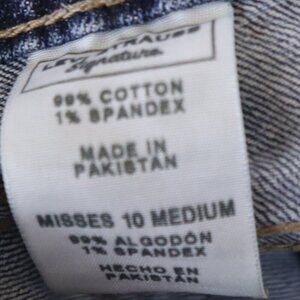 LEVI STRAUSS
Signature
99% COTTON
1% SPANDEX
MADE IN
PAKISTAN
MISSES 10 MEDIUM
99% ALGODÓN
1% SPANDEX
HECHO EN
PAKISTAN